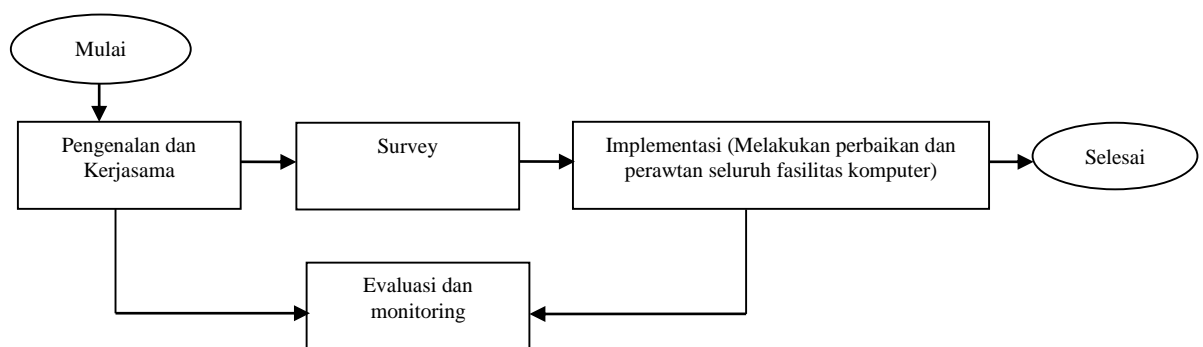 Mulai
Pengenalan dan
Kerjasama
Survey
Implementasi (Melakukan perbaikan dan
perawtan seluruh fasilitas komputer)
Selesai
Evaluasi dan
monitoring